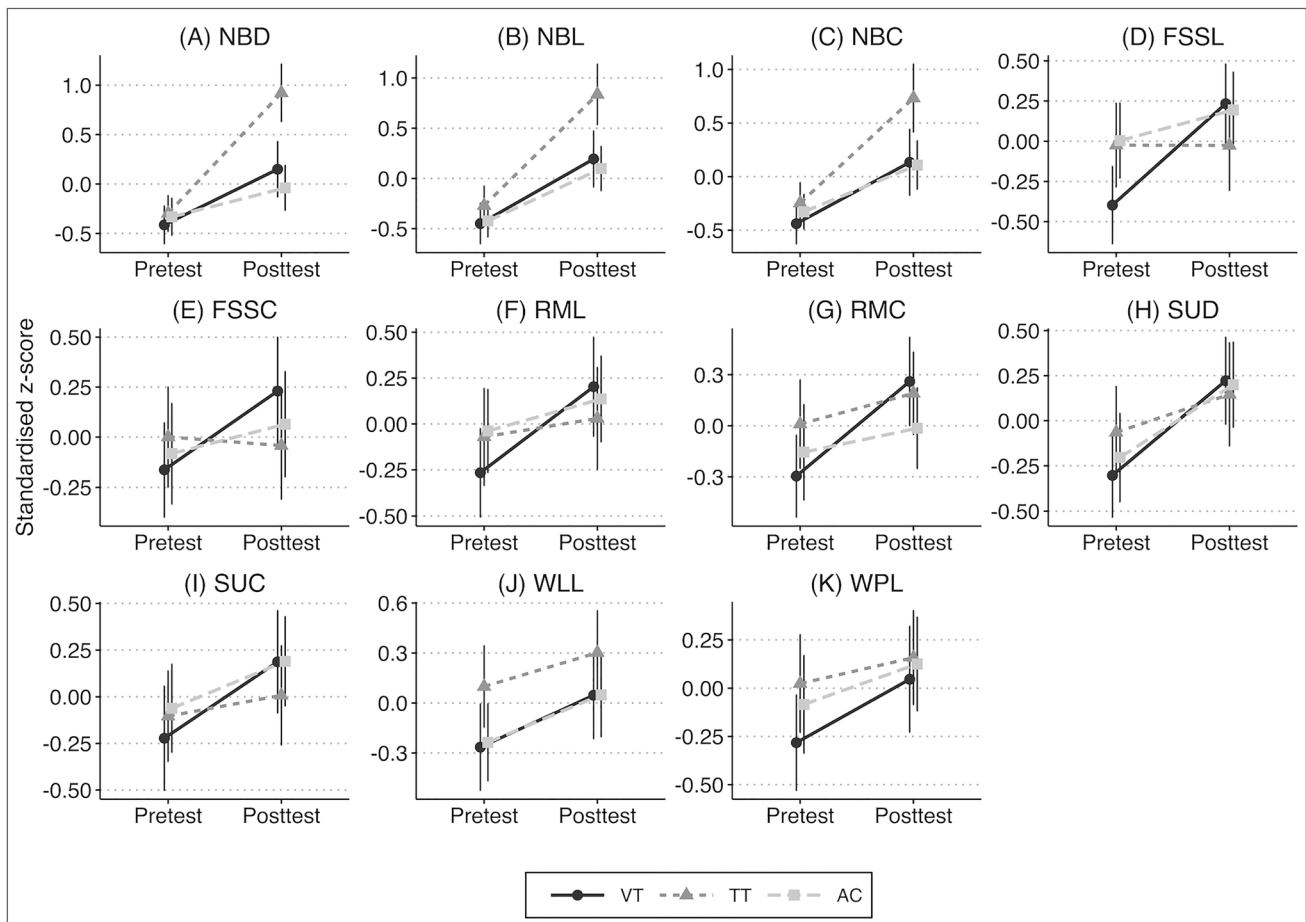 (A) NBD (B) NBL (C) NBC (D) FSSL
1.0 0.5 0.0 -0.5
1.0 0.5 0.0 -0.5
1.0 0.5 0.0 -0.5
0.50 0.25 0.00 -0.25 -0.50
Pretest Posttest Pretest Posttest Pretest Posttest Pretest Posttest
Standardised z-score
(E) FSSC (F) RML (G) RMC (H) SUD
0.50 0.25 0.00 -0.25
0.50 0.25 0.00 -0.25 -0.50
0.3 0.0 -0.3
0.50 0.25 0.00 -0.25 -0.50
Pretest Posttest Pretest Posttest Pretest Posttest Pretest Posttest
(I) SUC (J) WLL (K) WPL
0.50 0.25 0.00 -0.25 -0.50
0.6 0.3 0.0 -0.3
0.25 0.00 -0.25 -0.50
Pretest Posttest Pretest Posttest Pretest Posttest
VT TT AC